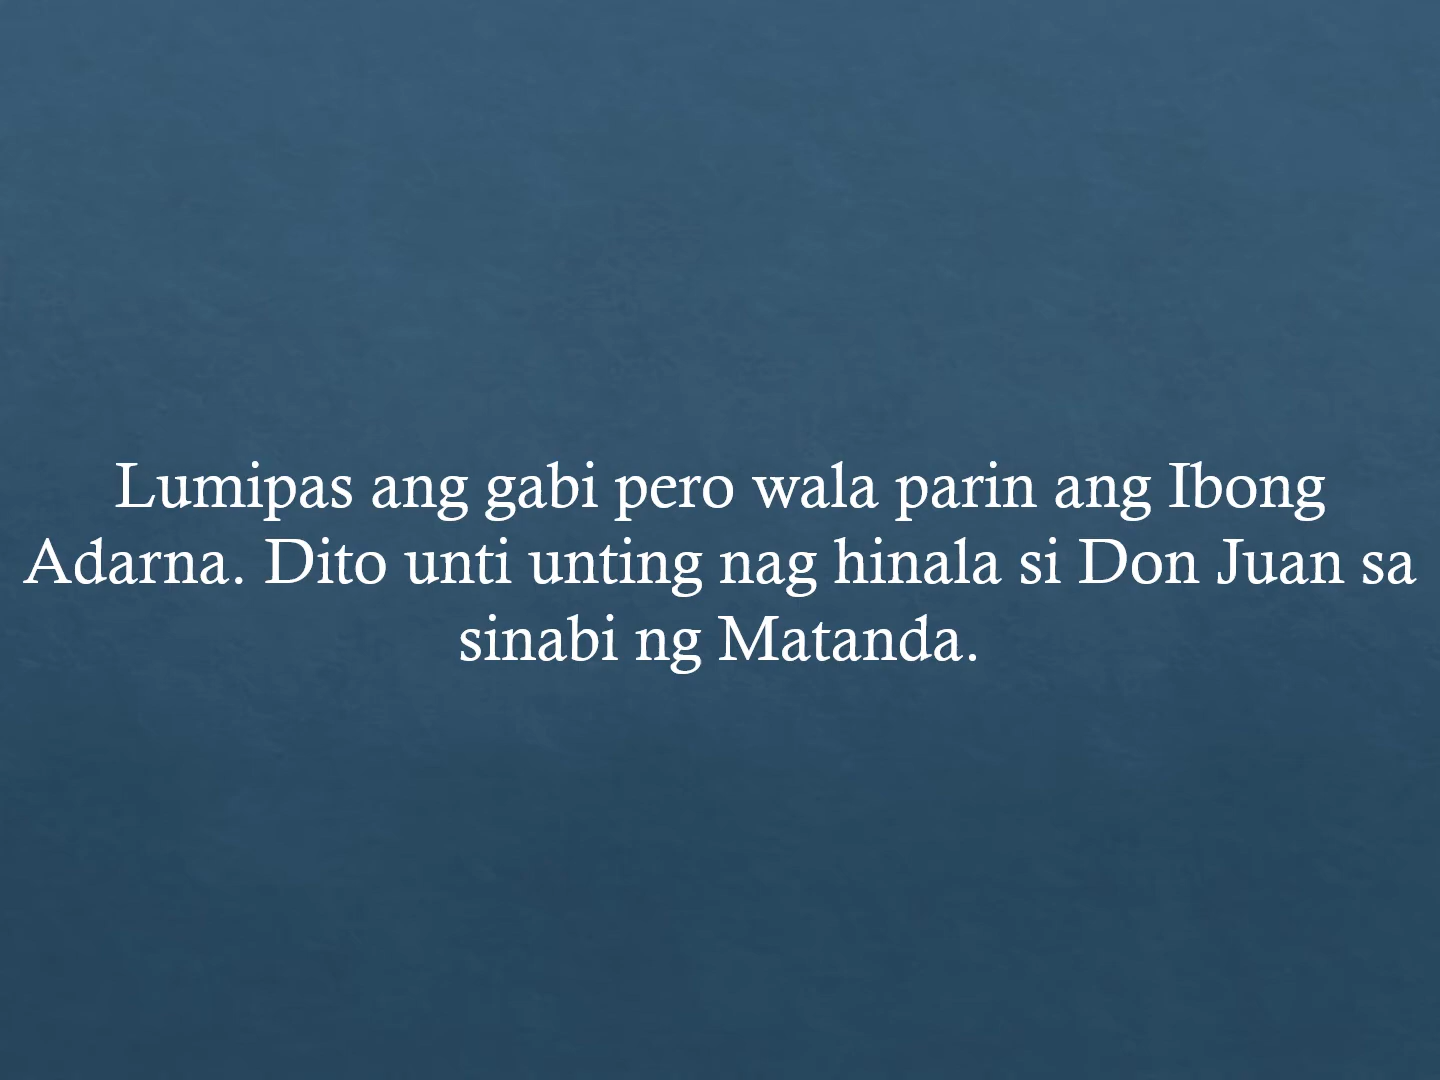 Lumipas ang gabi pero wala parin ang Ibong
Adarna. Dito unti unting nag hinala si Don Juan sa
sinabi ng Matanda.